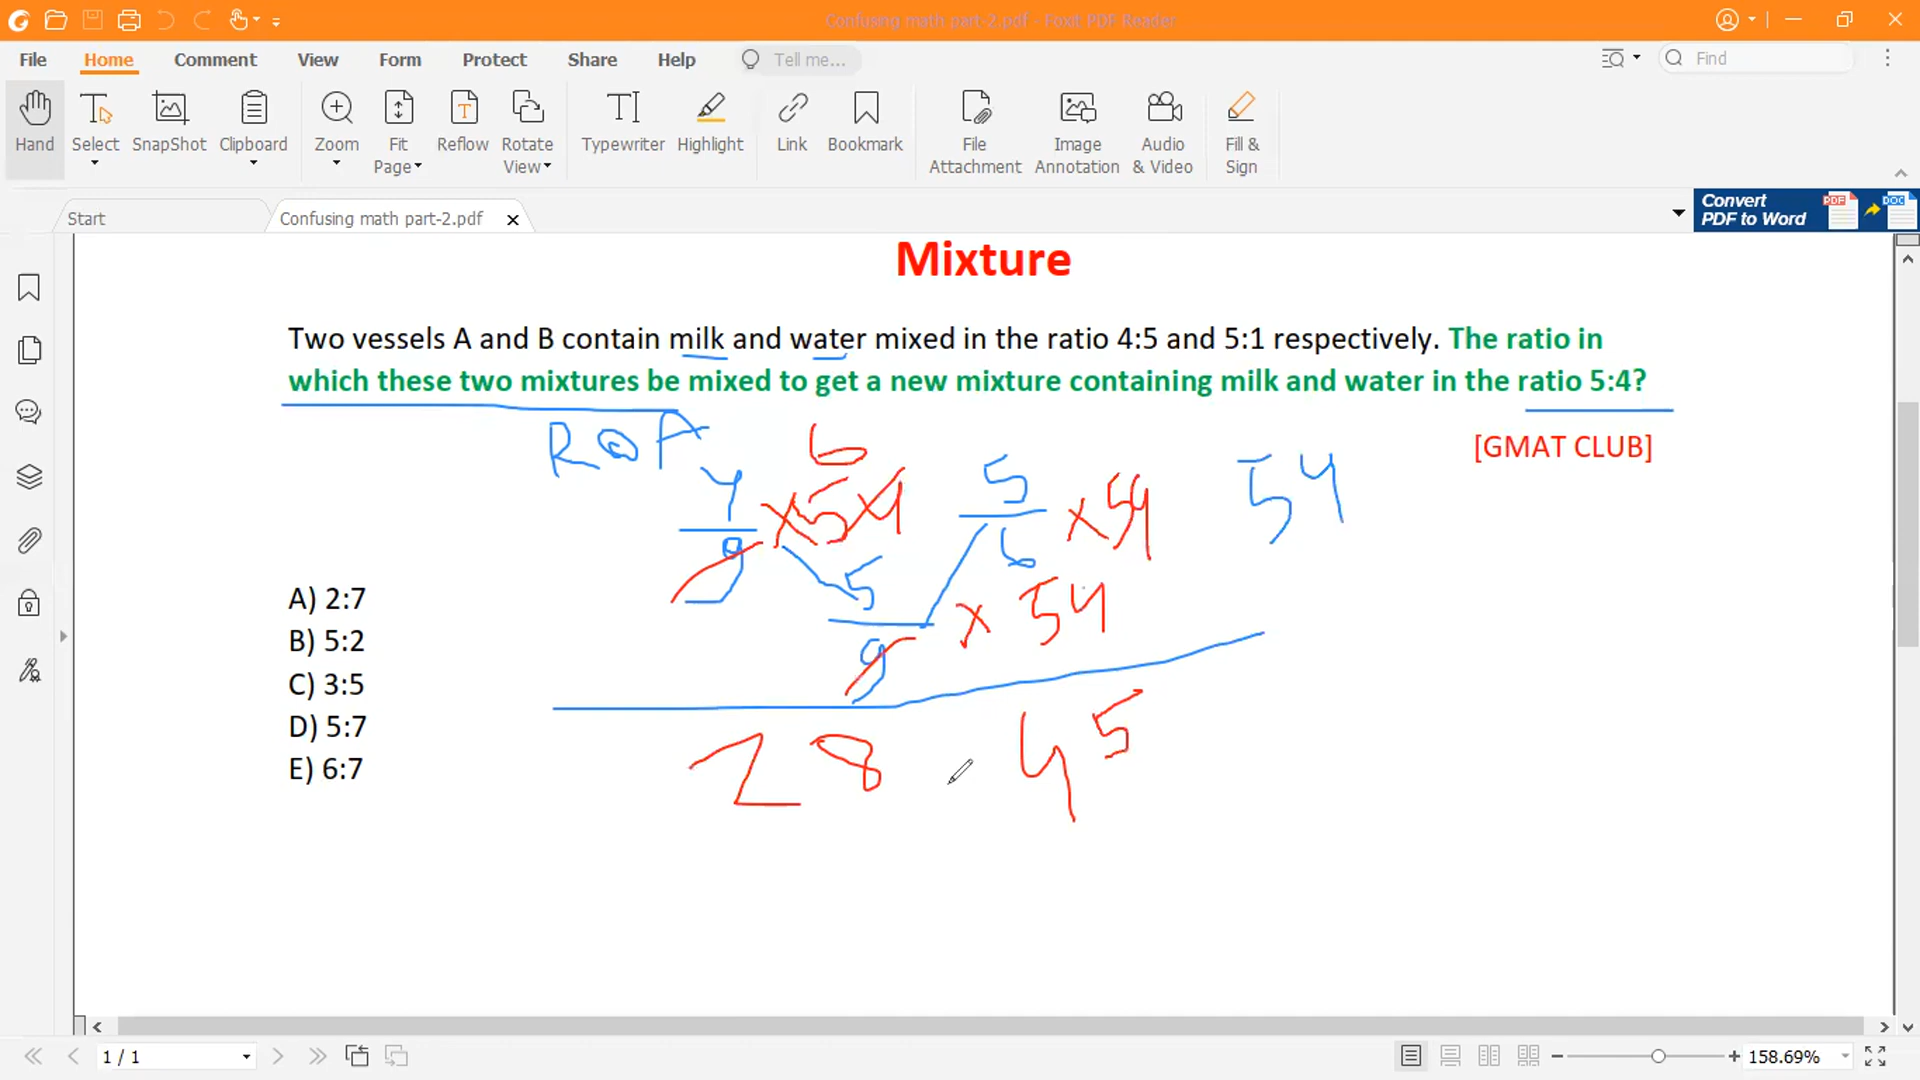 Confusing math part-2.pdf - Foxit PDF Reader
File Home Comment View Form Protect Share Help Tell me... Find
Hand Select SnapShot Clipboard Zoom Fit Page Reflow Rotate View Typewriter Highlight Link Bookmark File Attachment Image Annotation Audio & Video Fill & Sign
Start Confusing math part-2.pdf
Convert PDF to Word PDF DOC
Mixture
Two vessels A and B contain milk and water mixed in the ratio 4:5 and 5:1 respectively. The ratio in
which these two mixtures be mixed to get a new mixture containing milk and water in the ratio 5:4?
[GMAT CLUB]
R A
6
4 × 54 5 × 54 54
9 6
5 × 54
9
A) 2:7
B) 5:2
C) 3:5
D) 5:7
E) 6:7
28 45
1 / 1 158.69%